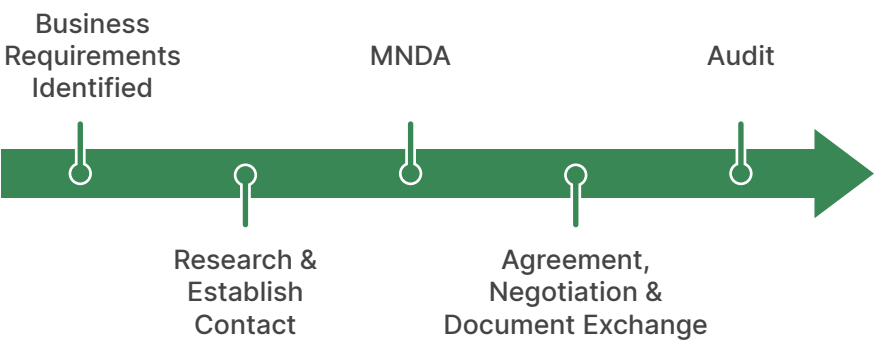 Business
Requirements
Identified
Research &
Establish
Contact
MNDA
Agreement,
Negotiation &
Document Exchange
Audit